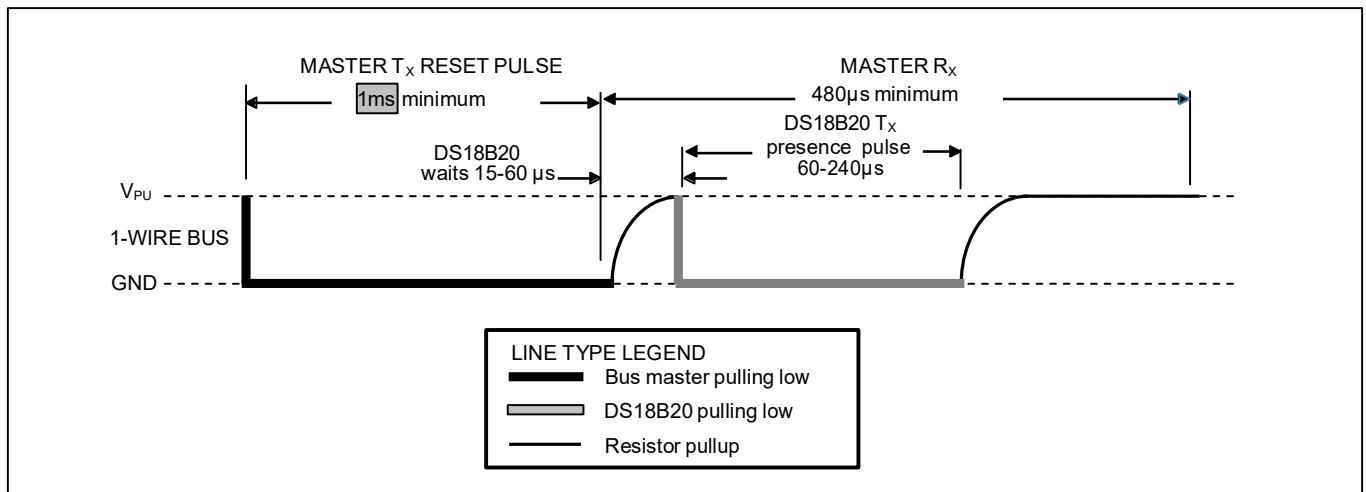 MASTER TX RESET PULSE
1ms minimum
MASTER RX
480µs minimum
DS18B20 TX
presence pulse
60-240µs
DS18B20
waits 15-60 µs
VPU
1-WIRE BUS
GND
LINE TYPE LEGEND
Bus master pulling low
DS18B20 pulling low
Resistor pullup